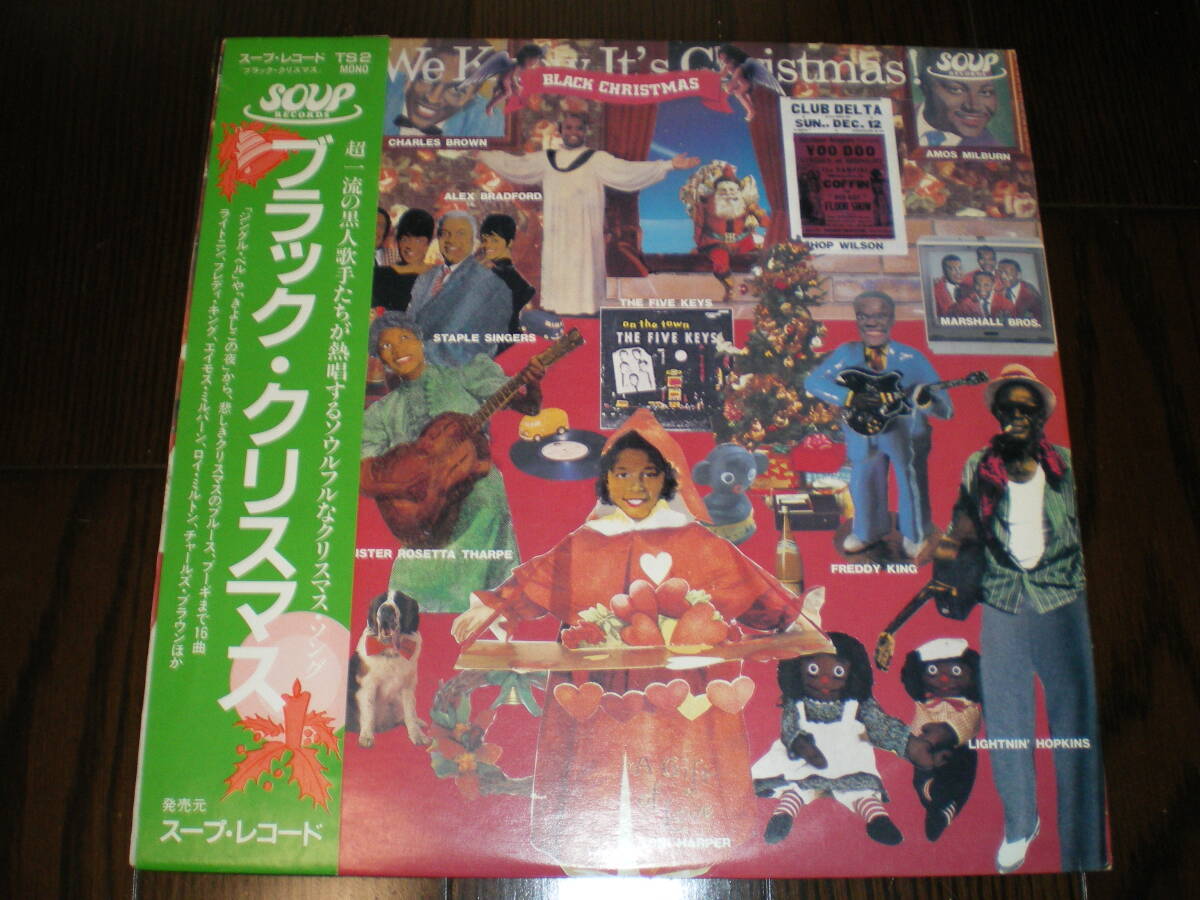 スープ・レコード TS 2
「ブラック・クリスマス」 MONO
SOUP
RECORDS
ブラック・クリスマス
超一流の黒人歌手たちが熱唱するソウルフルなクリスマス・ソング
「ジングル・ベル」や「きよしこの夜」から、悲しきクリスマスのブルース、ブーギまで16曲
ライトニン、フレディ・キング、エイモス・ミルバーン、ロイ・ミルトン、チャールズ・ブラウンほか
発売元
スープ・レコード
We It's Christmas!
SOUP
RECORDS
BLACK CHRISTMAS
CHARLES BROWN
ALEX BRADFORD
CLUB DELTA
SUN., DEC. 12
VOO DOO
COFFIN
FLOOR SHOW
HOP WILSON
AMOS MILBURN
STAPLE SINGERS
THE FIVE KEYS
on the town
THE FIVE KEYS
MARSHALL BROS.
SISTER ROSETTA THARPE
FREDDY KING
LIGHTNIN' HOPKINS
HARPER